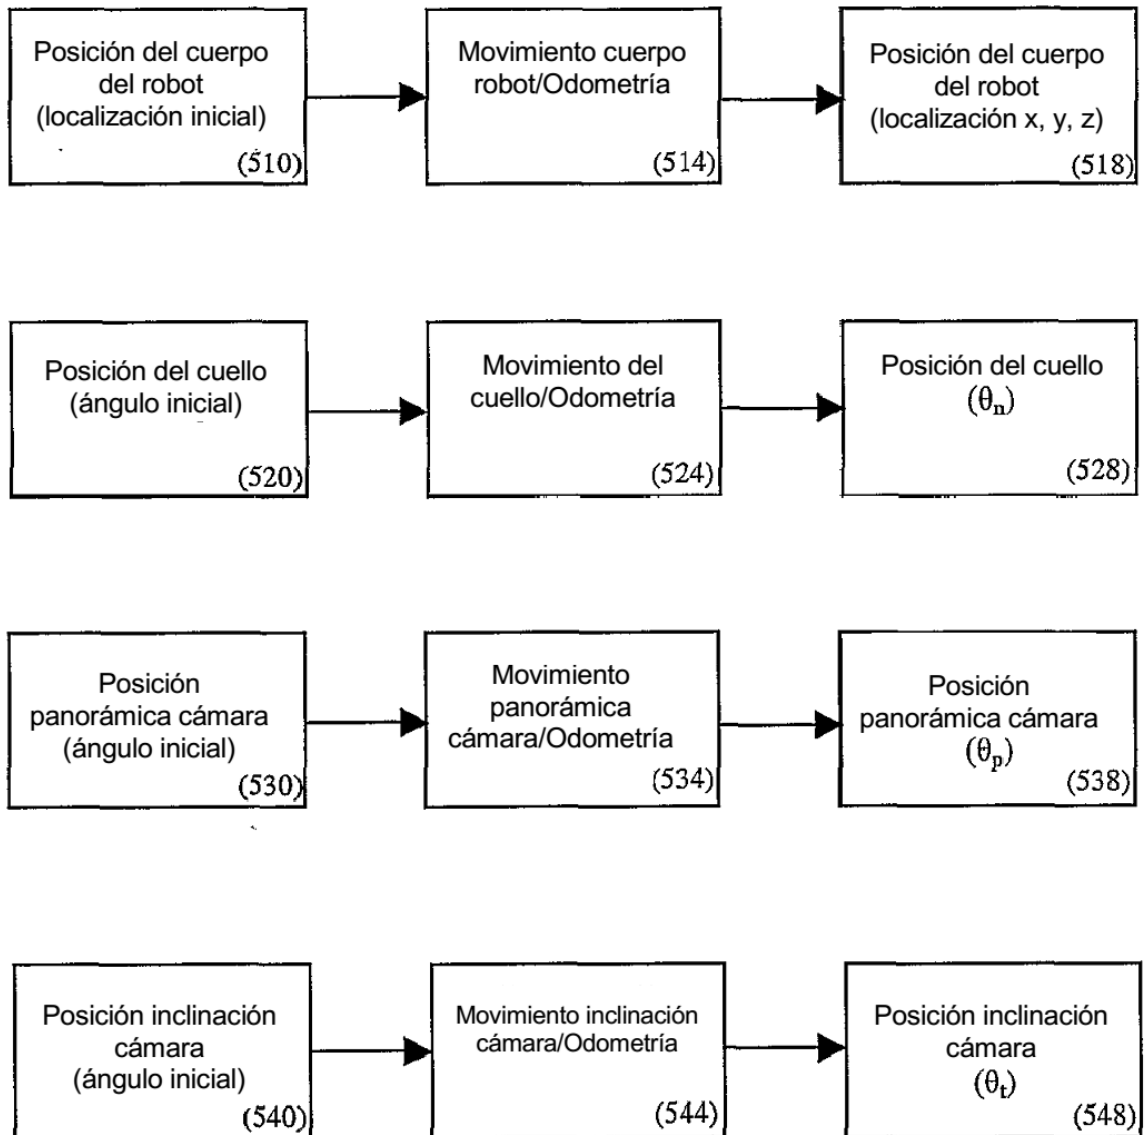 Posición del cuerpo
del robot
(localización inicial)
(510)
Movimiento cuerpo
robot/Odometría
(514)
Posición del cuerpo
del robot
(localización x, y, z)
(518)
Posición del cuello
(ángulo inicial)
(520)
Movimiento del
cuello/Odometría
(524)
Posición del cuello
(θn)
(528)
Posición
panorámica cámara
(ángulo inicial)
(530)
Movimiento
panorámica
cámara/Odometría
(534)
Posición
panorámica cámara
(θp)
(538)
Posición inclinación
cámara
(ángulo inicial)
(540)
Movimiento inclinación
cámara/Odometría
(544)
Posición inclinación
cámara
(θt)
(548)